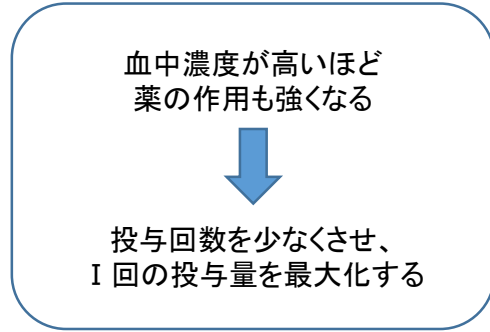 血中濃度が高いほど
薬の作用も強くなる
投与回数を少なくさせ、
Ⅰ回の投与量を最大化する